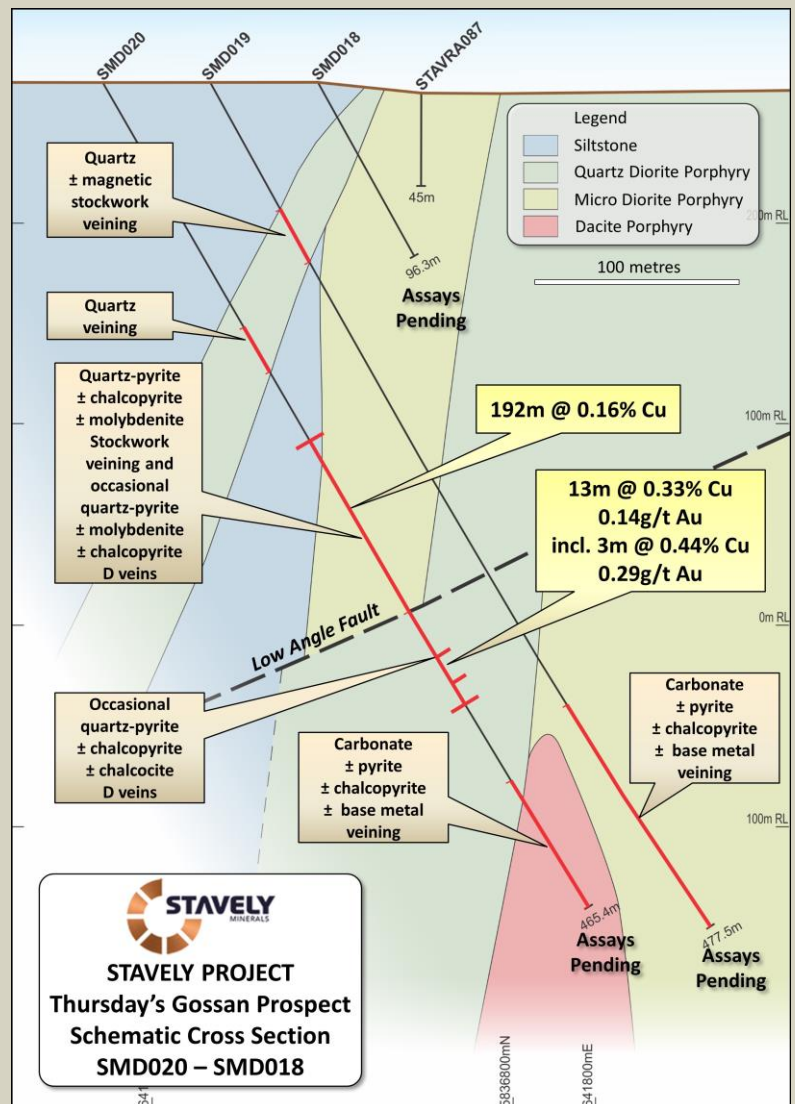 SMD020
SMD019
SMD018
STAVRA087
Legend
Siltstone
Quartz Diorite Porphyry
Micro Diorite Porphyry
Dacite Porphyry
200m RL
100 metres
45m
96.3m
Assays
Pending
Quartz
± magnetic
stockwork
veining
Quartz
veining
Quartz-pyrite
± chalcopyrite
± molybdenite
Stockwork
veining and
occasional
quartz-pyrite
± molybdenite
± chalcopyrite
D veins
192m @ 0.16% Cu
100m RL
13m @ 0.33% Cu
0.14g/t Au
incl. 3m @ 0.44% Cu
0.29g/t Au
Low Angle Fault
0m RL
Occasional
quartz-pyrite
± chalcopyrite
± chalcocite
D veins
Carbonate
± pyrite
± chalcopyrite
± base metal
veining
Carbonate
± pyrite
± chalcopyrite
± base metal
veining
100m RL
465.4m
Assays
Pending
477.5m
Assays
Pending
STAVELY
MINERALS
STAVELY PROJECT
Thursday's Gossan Prospect
Schematic Cross Section
SMD020 – SMD018
5836800mN
641800mE